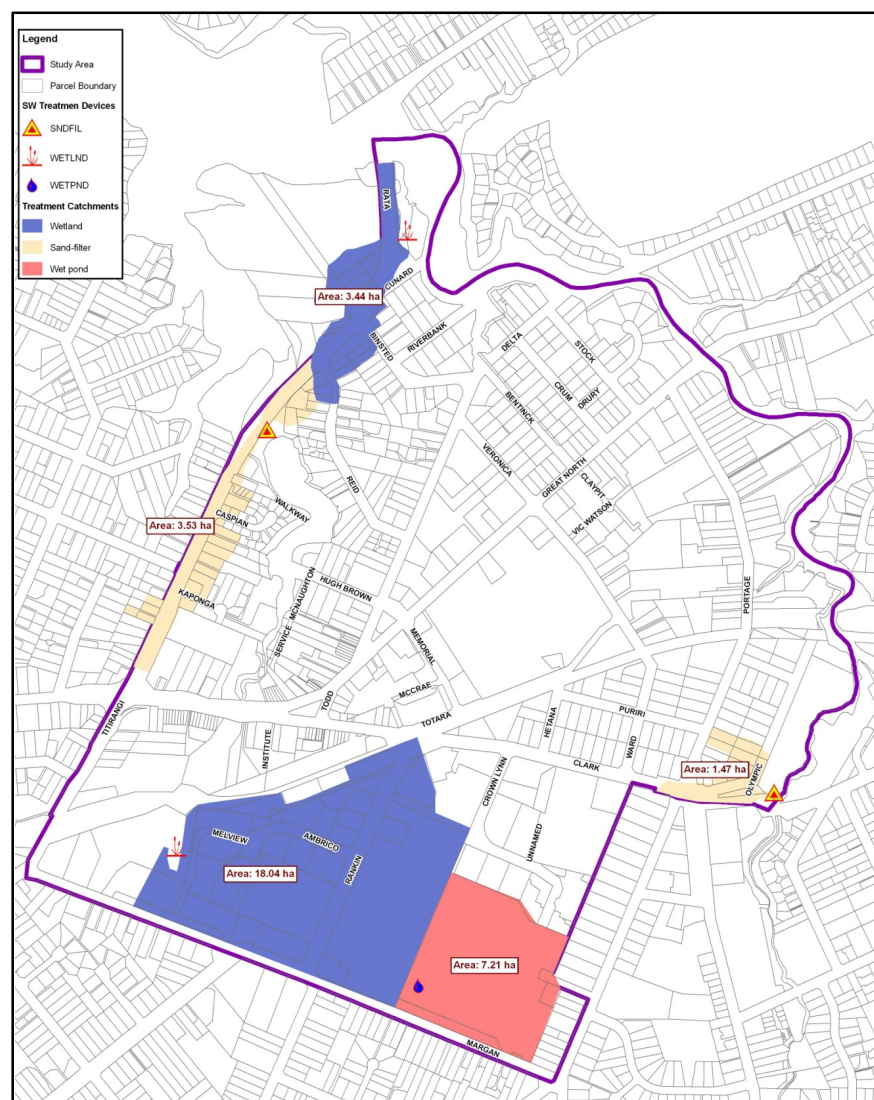 Legend
Study Area
Parcel Boundary
SW Treatmen Devices
SNDFIL
WETLND
WETPND
Treatment Catchments
Wetland
Sand-filter
Wet pond
RATA
CUNARD
Area: 3.44 ha
BINSTED
RIVERBANK
DELTA
STOCK
CRUM
DRURY
BENTINCK
VERONICA
GREAT NORTH
CLAYPIT
VIC WATSON
REID
WALKWAY
CASPIAN
Area: 3.53 ha
KAPONGA
HUGH BROWN
MCNAUGHTON
SERVICE
PORTAGE
MEMORIAL
MCCRAE
TODD
TITIRANGI
TOTARA
INSTITUTE
HETANA
PURIRI
WARD
CLARK
CROWN LYNN
Area: 1.47 ha
OLYMPIC
UNNAMED
MELVIEW
AMBRICO
RANKIN
Area: 18.04 ha
Area: 7.21 ha
MARGAN